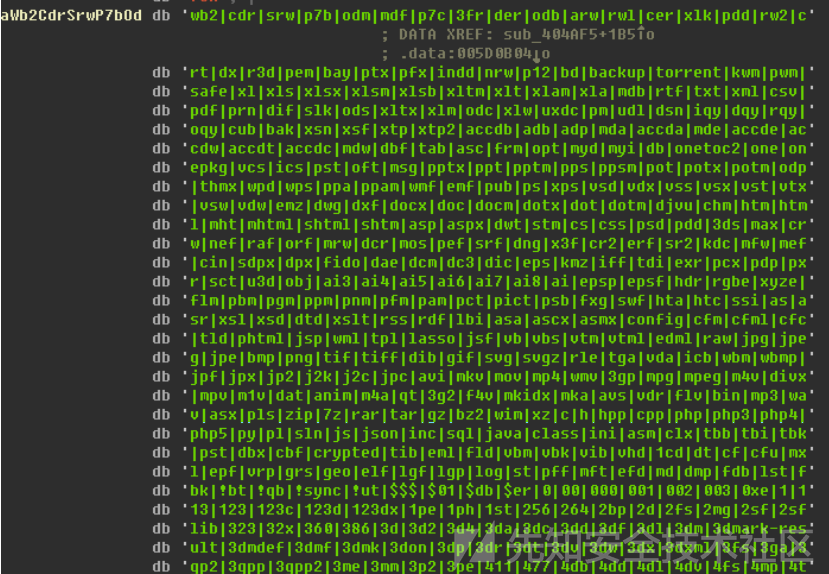 aWb2CdrSrwP7bOd db 'wb2|cdr|srw|p7b|odm|mdf|p7c|3fr|der|odb|arw|rwl|cer|xlk|pdd|rw2|c'
; DATA XREF: sub_404AF5+1B5↑o
; .data:005D0B04↓o
db 'rt|dx|r3d|pem|bay|ptx|pfx|indd|nrw|p12|bd|backup|torrent|kwm|pwm|'
db 'safe|xl|xls|xlsx|xlsm|xlsb|xltm|xlt|xlam|xla|mdb|rtf|txt|xml|csv|'
db 'pdf|prn|dif|slk|ods|xltx|xlm|odc|xlw|uxdc|pm|udl|dsn|iqy|dqy|rqy|'
db 'oqy|cub|bak|xsn|xsf|xtp|xtp2|accdb|adb|adp|mda|accda|mde|accde|ac'
db 'cdw|accdt|accdc|mdw|dbf|tab|asc|frm|opt|myd|myi|db|onetoc2|one|on'
db 'epkg|vcs|ics|pst|oft|msg|pptx|ppt|pptm|pps|ppsm|pot|potx|potm|odp'
db '|thmx|wpd|wps|ppa|ppam|wmf|emf|pub|ps|xps|vsd|vdx|vss|vsx|vst|vtx'
db '|vsw|vdw|emz|dwg|dxf|docx|doc|docm|dotx|dot|dotm|djvu|chm|htm|htm'
db 'l|mht|mhtml|shtml|shtm|asp|aspx|dwt|stm|cs|css|psd|pdd|3ds|max|cr'
db 'w|nef|raf|orf|mrw|dcr|mos|pef|srf|dng|x3f|cr2|erf|sr2|kdc|mfw|mef'
db '|cin|sdpx|dpx|fido|dae|dcm|dc3|dic|eps|kmz|iff|tdi|exr|pcx|pdp|px'
db 'r|sct|u3d|obj|ai3|ai4|ai5|ai6|ai7|ai8|ai|epsp|epsf|hdr|rgbe|xyze|'
db 'flm|pbm|pgm|ppm|pnm|pfm|pam|pct|pict|psb|fxg|swf|hta|htc|ssi|as|a'
db 'sr|xsl|xsd|dtd|xslt|rss|rdf|lbi|asa|ascx|asmx|config|cfm|cfml|cfc'
db '|tld|phtml|jsp|wml|tpl|lasso|jsf|vb|vbs|vtm|vtml|edml|raw|jpg|jpe'
db 'g|jpe|bmp|png|tif|tiff|dib|gif|svg|svgz|rle|tga|vda|icb|wbm|wbmp|'
db 'jpf|jpx|jp2|j2k|j2c|jpc|avi|mkv|mov|mp4|wmv|3gp|mpg|mpeg|m4v|divx'
db '|mpv|m1v|dat|anim|m4a|qt|3g2|f4v|mkidx|mka|avs|vdr|flv|bin|mp3|wa'
db 'v|asx|pls|zip|7z|rar|tar|gz|bz2|wim|xz|c|h|hpp|cpp|php|php3|php4|'
db 'php5|py|pl|sln|js|json|inc|sql|java|class|ini|asm|clx|tbb|tbi|tbk'
db '|pst|dbx|cbf|crypted|tib|eml|fld|vbm|vbk|vib|vhd|1cd|dt|cf|cfu|mx'
db 'l|epf|vrp|grs|geo|elf|lgf|lgp|log|st|pff|mft|efd|md|dmp|fdb|lst|f'
db 'bk|!bt|!qb|!sync|!ut|$$$|$01|$db|$er|0|00|000|001|002|003|0xe|1|1'
db '13|123|123c|123d|123dx|1pe|1ph|1st|256|264|2bp|2d|2fs|2mg|2sf|2sf'
db 'lib|323|32x|360|386|3d|3d2|3d4|3da|3dc|3dd|3df|3dl|3dm|3dmark-res'
db 'ult|3dmdef|3dmf|3dmk|3don|3dp|3dr|3dt|3dv|3dw|3dx|3dxml|3fs|3ga|3'
db 'gp2|3gpp|3qpp2|3me|3mm|3p2|3pe|411|477|4db|4dd|4dl|4dv|4fs|4mp|4t'
先知安全技术社区